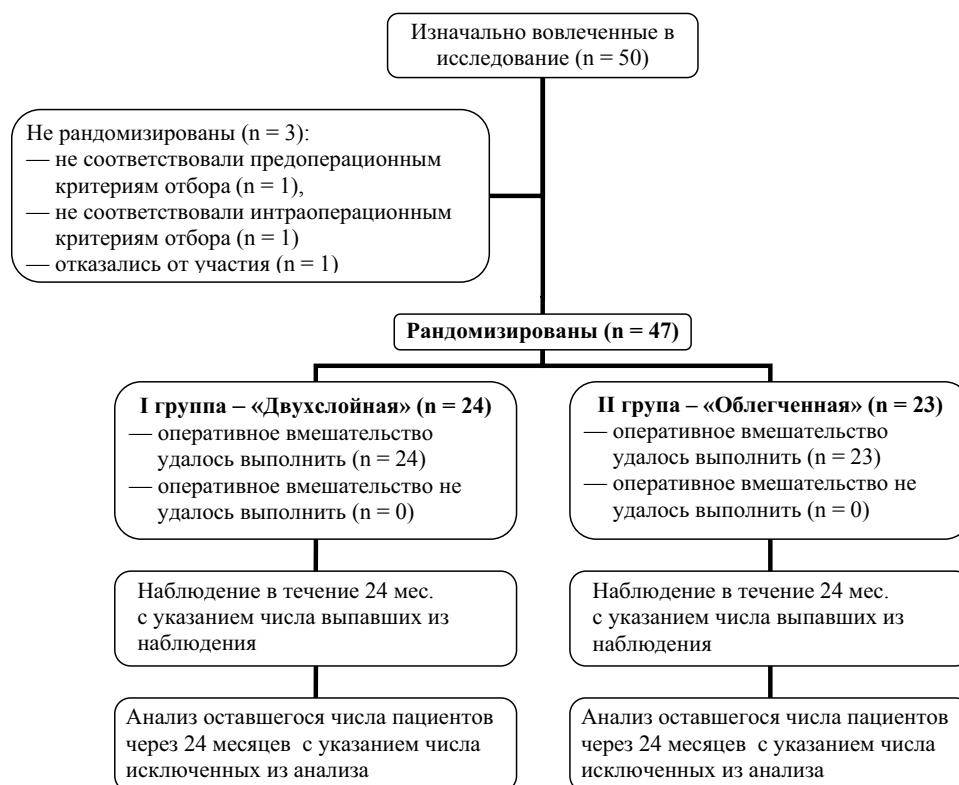 Изначально вовлеченные в
исследование (n = 50)
Не рандомизированы (n = 3):
— не соответствовали предоперационным
критериям отбора (n = 1),
— не соответствовали интраоперационным
критериям отбора (n = 1)
— отказались от участия (n = 1)
Рандомизированы (n = 47)
I группа – «Двухслойная» (n = 24)
— оперативное вмешательство
удалось выполнить (n = 24)
— оперативное вмешательство не
удалось выполнить (n = 0)
II група – «Облегченная» (n = 23)
— оперативное вмешательство
удалось выполнить (n = 23)
— оперативное вмешательство не
удалось выполнить (n = 0)
Наблюдение в течение 24 мес.
с указанием числа выпавших из
наблюдения
Наблюдение в течение 24 мес.
с указанием числа выпавших из
наблюдения
Анализ оставшегося числа пациентов
через 24 месяцев с указанием числа
исключенных из анализа
Анализ оставшегося числа пациентов
через 24 месяцев с указанием числа
исключенных из анализа